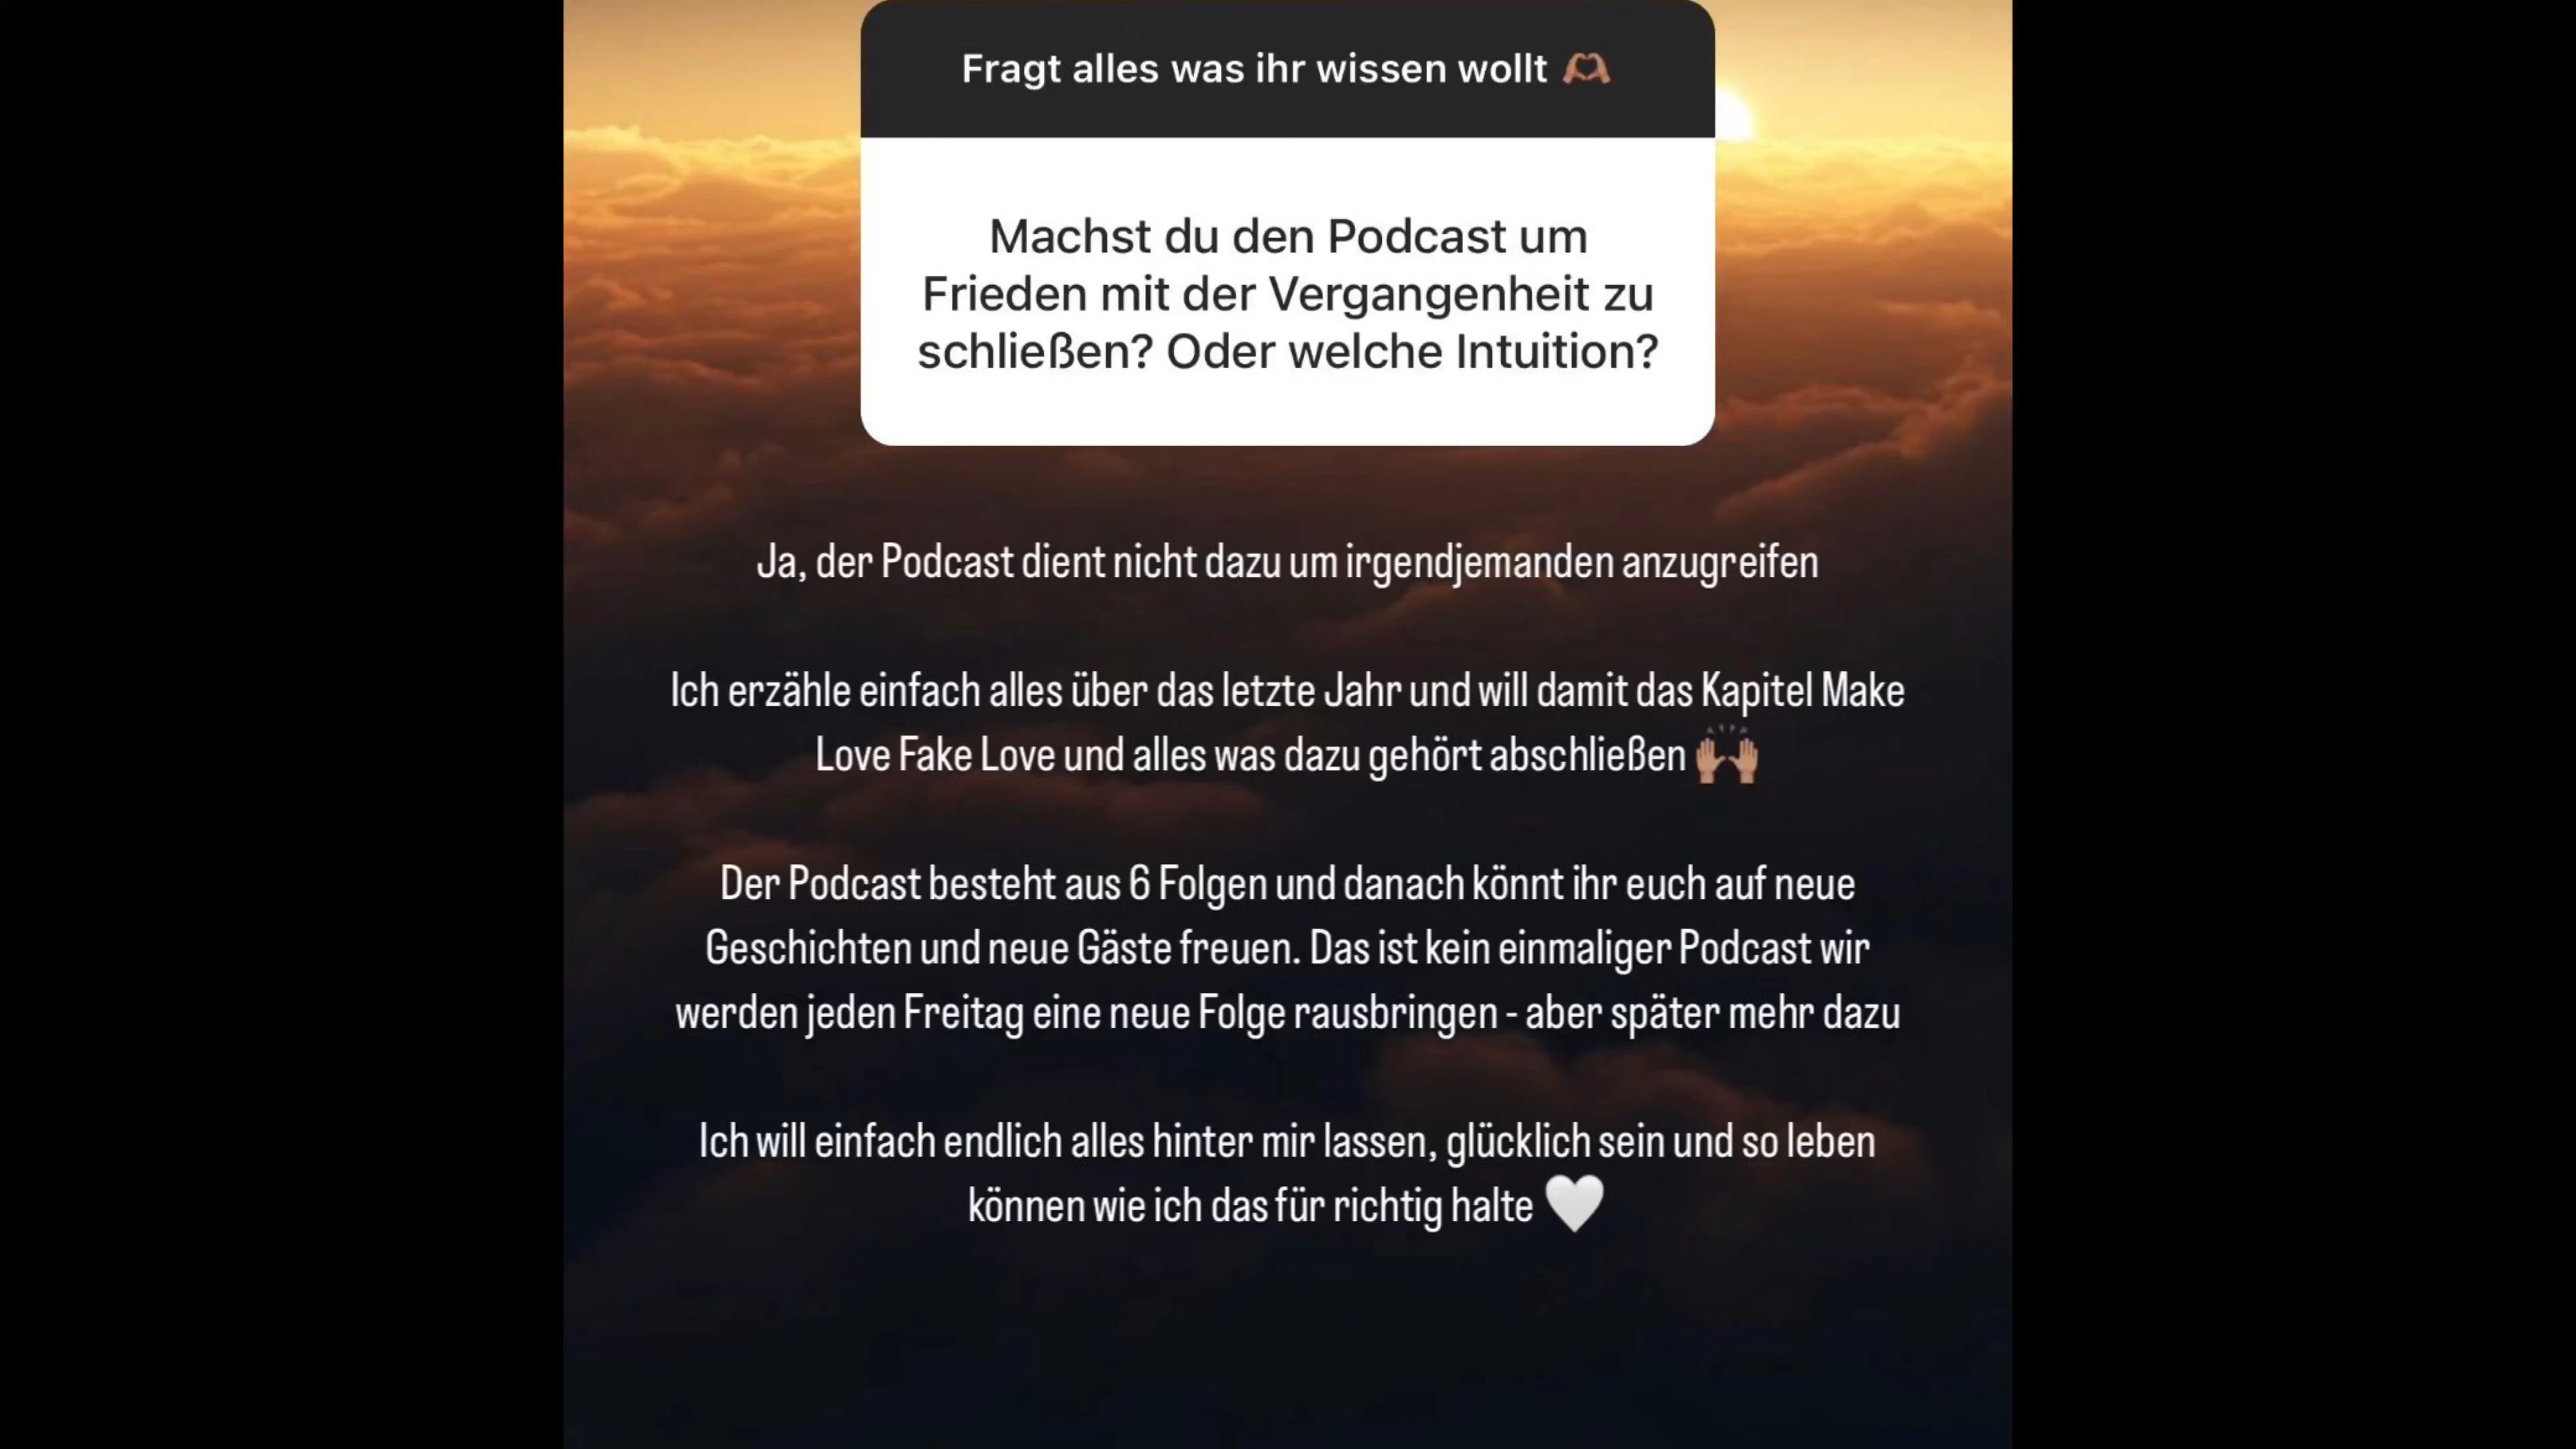 Fragt alles was ihr wissen wollt 🫶🏽
Machst du den Podcast um
Frieden mit der Vergangenheit zu
schließen? Oder welche Intuition?
Ja, der Podcast dient nicht dazu um irgendjemanden anzugreifen
Ich erzähle einfach alles über das letzte Jahr und will damit das Kapitel Make
Love Fake Love und alles was dazu gehört abschließen 🙌🏽
Der Podcast besteht aus 6 Folgen und danach könnt ihr euch auf neue
Geschichten und neue Gäste freuen. Das ist kein einmaliger Podcast wir
werden jeden Freitag eine neue Folge rausbringen - aber später mehr dazu
Ich will einfach endlich alles hinter mir lassen, glücklich sein und so leben
können wie ich das für richtig halte 🤍